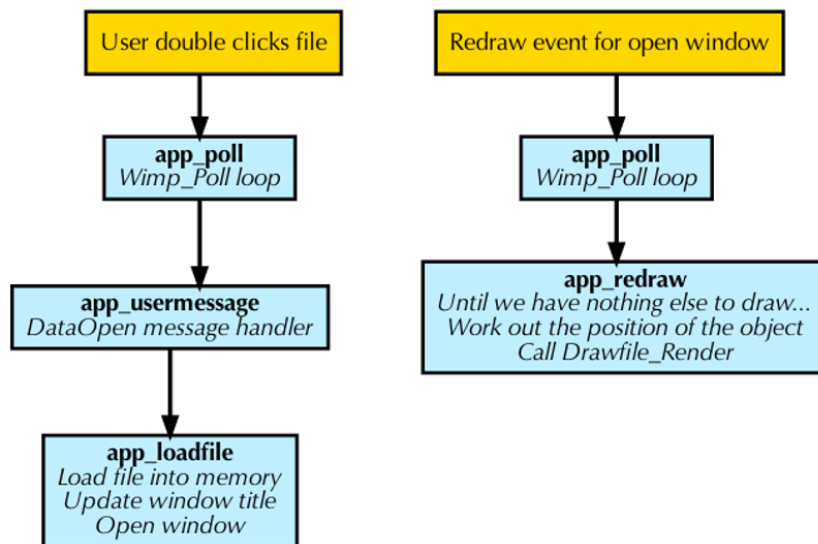 User double clicks file
app_poll
Wimp_Poll loop
app_usermessage
DataOpen message handler
app_loadfile
Load file into memory
Update window title
Open window
Redraw event for open window
app_poll
Wimp_Poll loop
app_redraw
Until we have nothing else to draw...
Work out the position of the object
Call Drawfile_Render